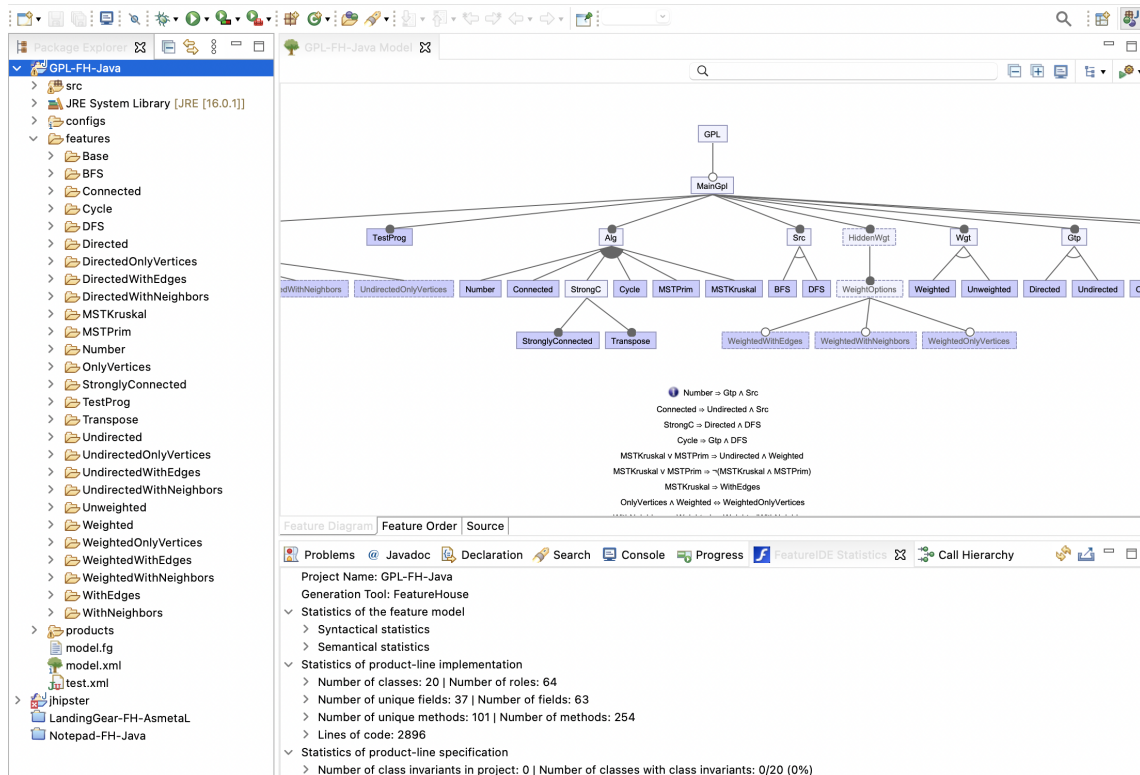 Package Explorer
GPL-FH-Java
src
JRE System Library [JRE [16.0.1]]
configs
features
Base
BFS
Connected
Cycle
DFS
Directed
DirectedOnlyVertices
DirectedWithEdges
DirectedWithNeighbors
MSTKruskal
MSTPrim
Number
OnlyVertices
StronglyConnected
TestProg
Transpose
Undirected
UndirectedOnlyVertices
UndirectedWithEdges
UndirectedWithNeighbors
Unweighted
Weighted
WeightedOnlyVertices
WeightedWithEdges
WeightedWithNeighbors
WithEdges
WithNeighbors
products
model.fg
model.xml
test.xml
jhipster
LandingGear-FH-AsmetaL
Notepad-FH-Java
GPL-FH-Java Model
GPL
MainGpl
TestProg Alg Src HiddenWgt Wgt Gtp
edWithNeighbors UndirectedOnlyVertices Number Connected StrongC Cycle MSTPrim MSTKruskal BFS DFS WeightOptions Weighted Unweighted Directed Undirected
StronglyConnected Transpose WeightedWithEdges WeightedWithNeighbors WeightedOnlyVertices
Number ⇒ Gtp ∧ Src
Connected ⇒ Undirected ∧ Src
StrongC ⇒ Directed ∧ DFS
Cycle ⇒ Gtp ∧ DFS
MSTKruskal ∨ MSTPrim ⇒ Undirected ∧ Weighted
MSTKruskal ∨ MSTPrim ⇒ ¬(MSTKruskal ∧ MSTPrim)
MSTKruskal ⇒ WithEdges
OnlyVertices ∧ Weighted ⇔ WeightedOnlyVertices
Feature Diagram Feature Order Source
Problems @ Javadoc Declaration Search Console Progress FeatureIDE Statistics Call Hierarchy
Project Name: GPL-FH-Java
Generation Tool: FeatureHouse
Statistics of the feature model
Syntactical statistics
Semantical statistics
Statistics of product-line implementation
Number of classes: 20 | Number of roles: 64
Number of unique fields: 37 | Number of fields: 63
Number of unique methods: 101 | Number of methods: 254
Lines of code: 2896
Statistics of product-line specification
Number of class invariants in project: 0 | Number of classes with class invariants: 0/20 (0%)